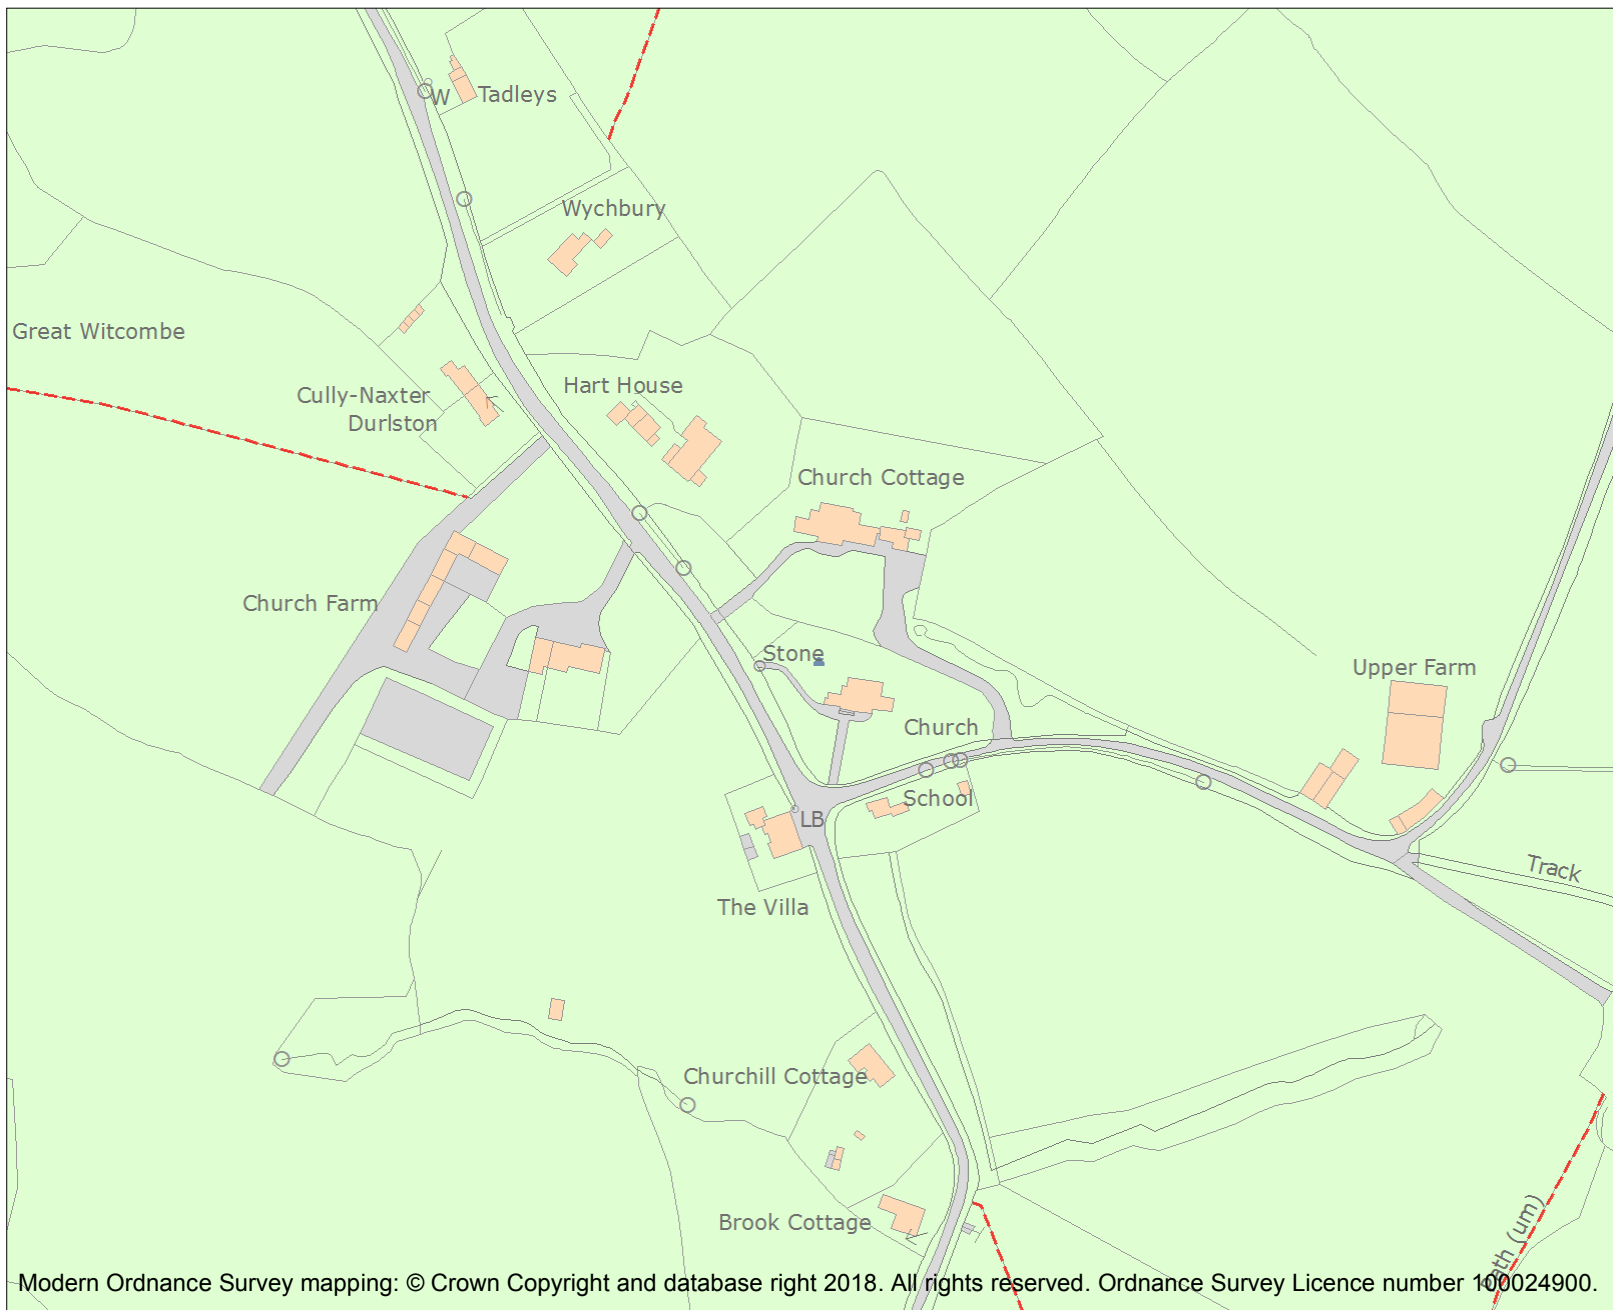 W
Tadleys
Wychbury
Great Witcombe
Hart House
Cully-Naxter
Durlston
Church Cottage
Church Farm
Stone
Upper Farm
Church
School
LB
Track
The Villa
Churchill Cottage
Brook Cottage
Path (um)
Modern Ordnance Survey mapping: © Crown Copyright and database right 2018. All rights reserved. Ordnance Survey Licence number 100024900.